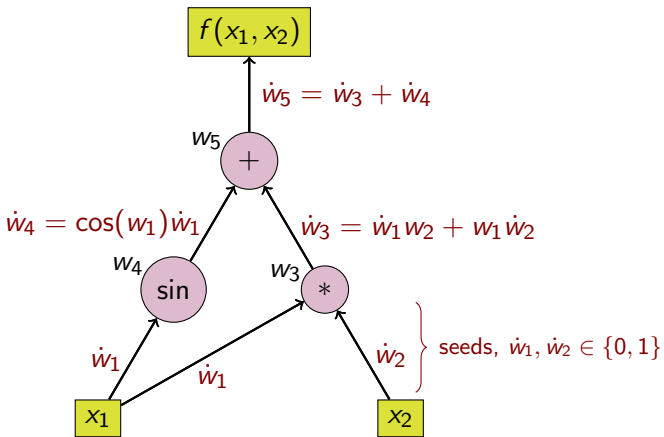 f(x₁, x₂)
ẇ₅ = ẇ₃ + ẇ₄
w₅
+
ẇ₄ = cos(w₁)ẇ₁
ẇ₃ = ẇ₁w₂ + w₁ẇ₂
w₄
w₃
sin
*
ẇ₁
ẇ₁
ẇ₂
seeds, ẇ₁, ẇ₂ ∈ {0, 1}
x₁
x₂